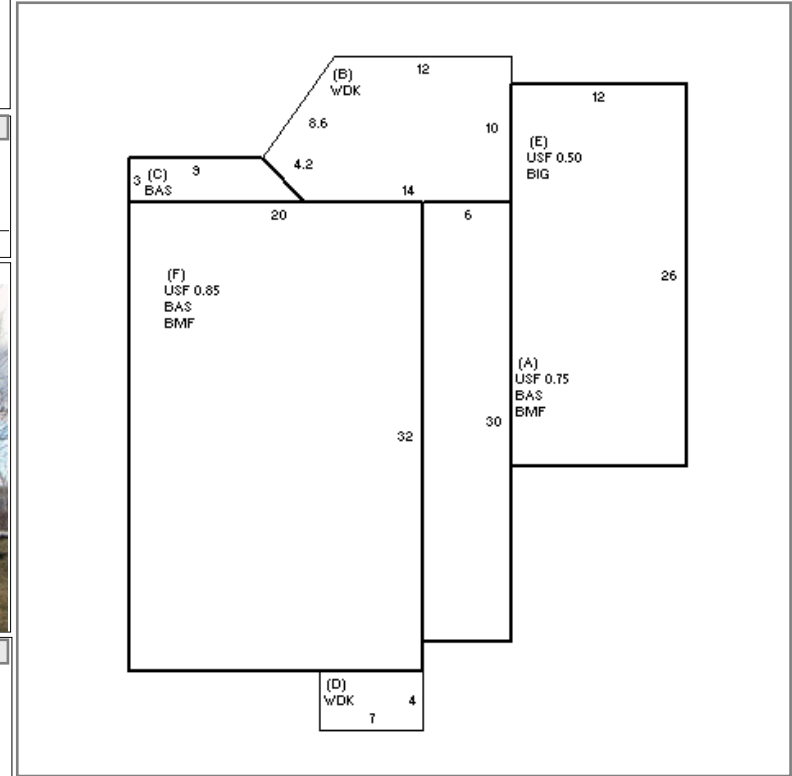 12
(B)
WDK
12
8.6
10
(E)
USF 0.50
BIG
9
4.2
3
(C)
BAS
14
20
6
(F)
USF 0.85
BAS
BMF
26
(A)
USF 0.75
BAS
BMF
30
32
(D)
WDK
4
7